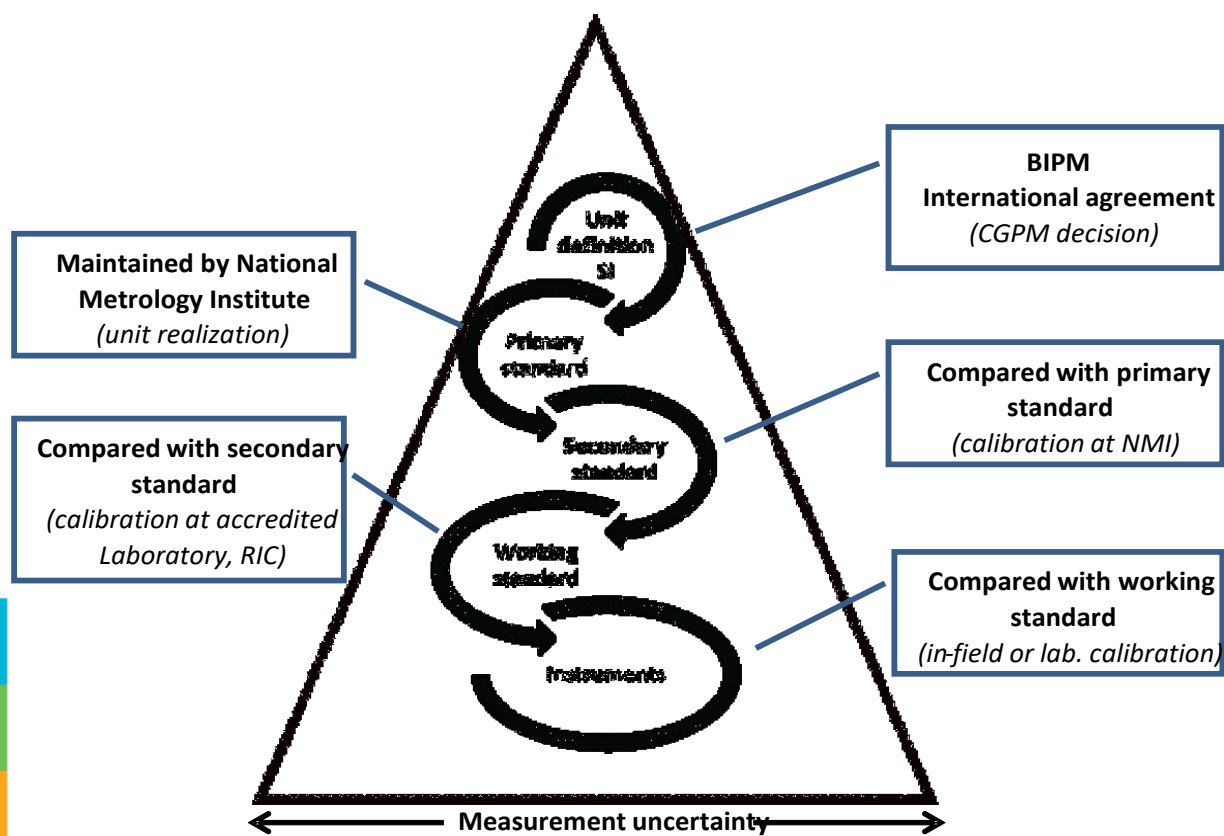 BIPM
International agreement
(CGPM decision)
Unit
definition
SI
Maintained by National
Metrology Institute
(unit realization)
Primary
standard
Compared with primary
standard
(calibration at NMI)
Secondary
standard
Compared with secondary
standard
(calibration at accredited
Laboratory, RIC)
Working
standard
Compared with working
standard
(in-field or lab. calibration)
Instruments
Measurement uncertainty